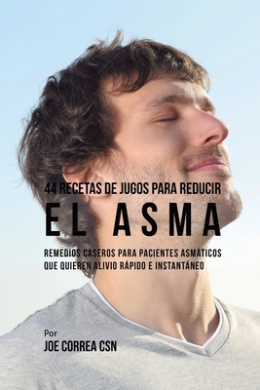 44 RECETAS DE JUGOS PARA REDUCIR
EL ASMA
REMEDIOS CASEROS PARA PACIENTES ASMÁTICOS
QUE QUIEREN ALIVIO RÁPIDO E INSTANTÁNEO
Por
JOE CORREA CSN